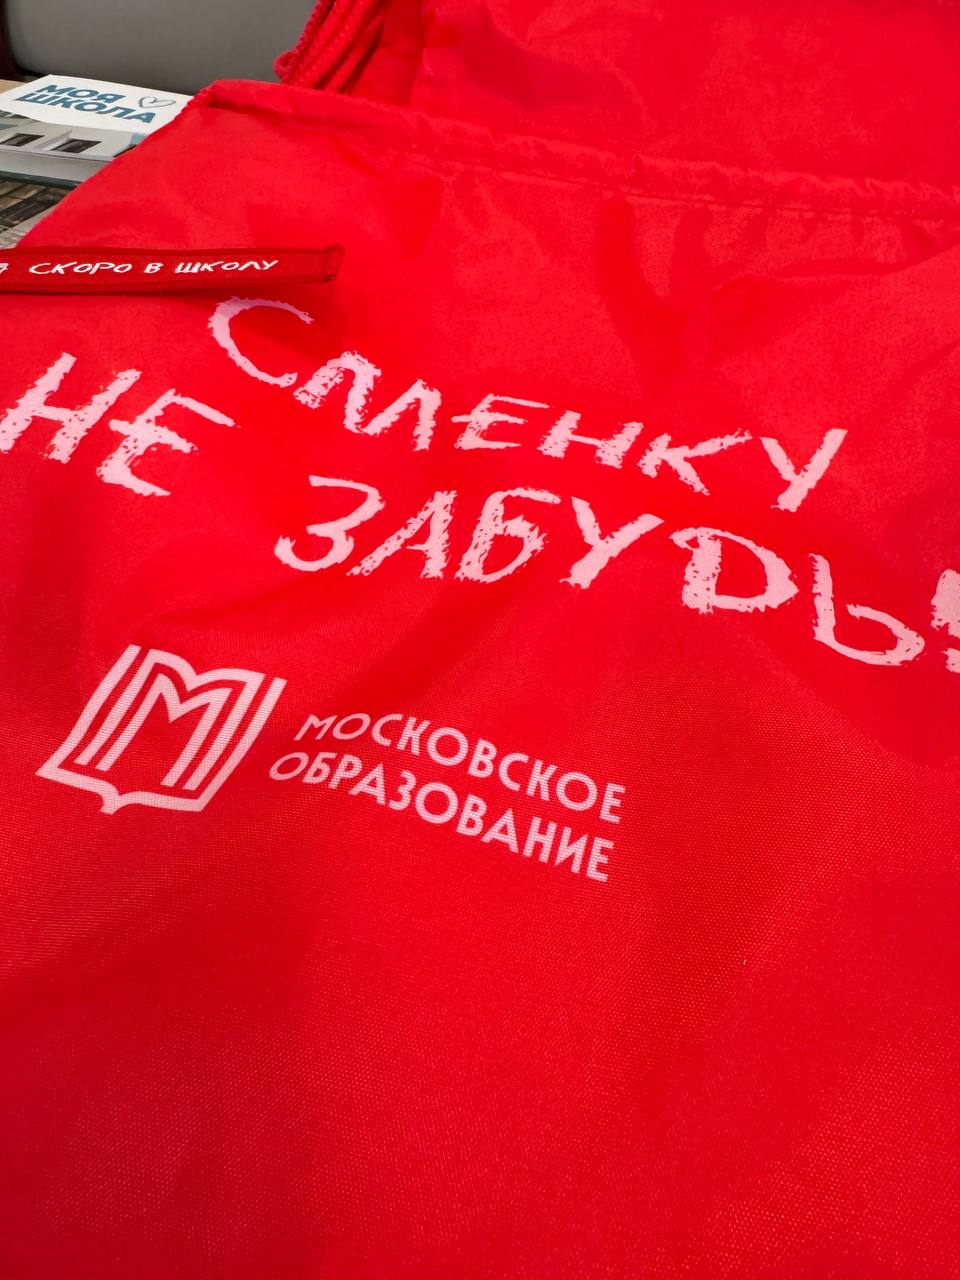 МОЯ
ШКОЛА
СКОРО В ШКОЛУ
СМЕНКУ
НЕ ЗАБУДЬ!
МОСКОВСКОЕ
ОБРАЗОВАНИЕ